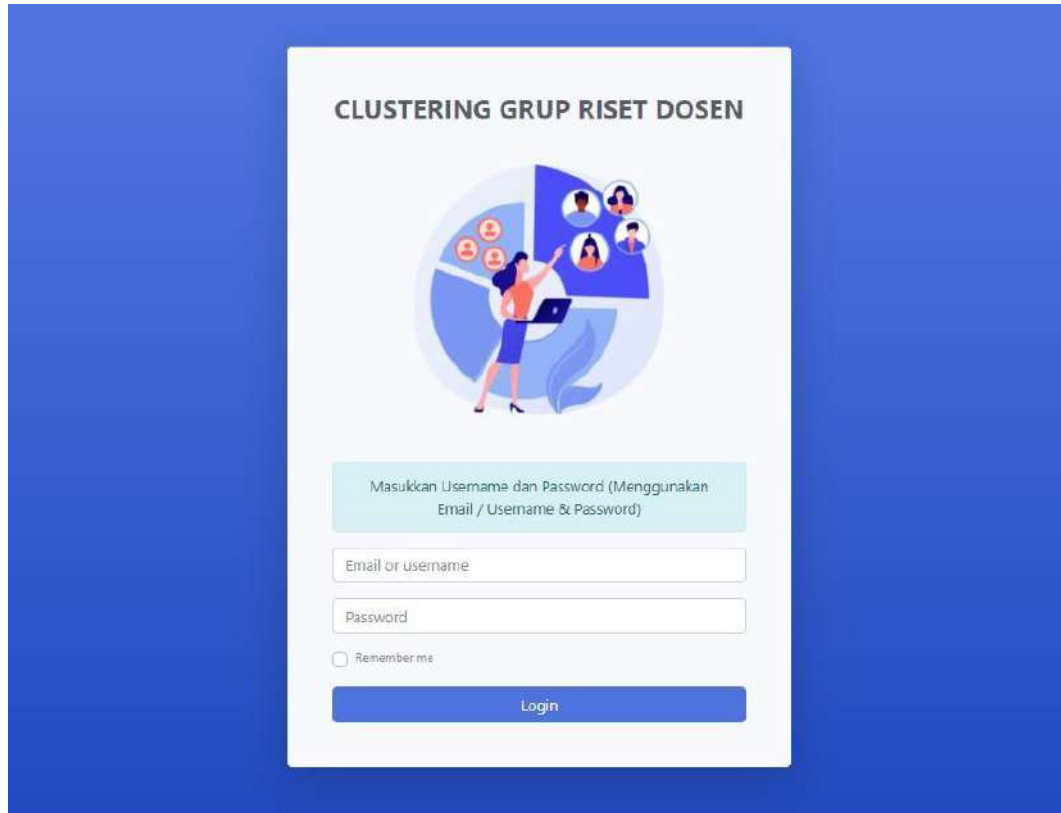 CLUSTERING GRUP RISET DOSEN
Masukkan Username dan Password (Menggunakan
Email / Username & Password)
Email or username
Password
Remember me
Login